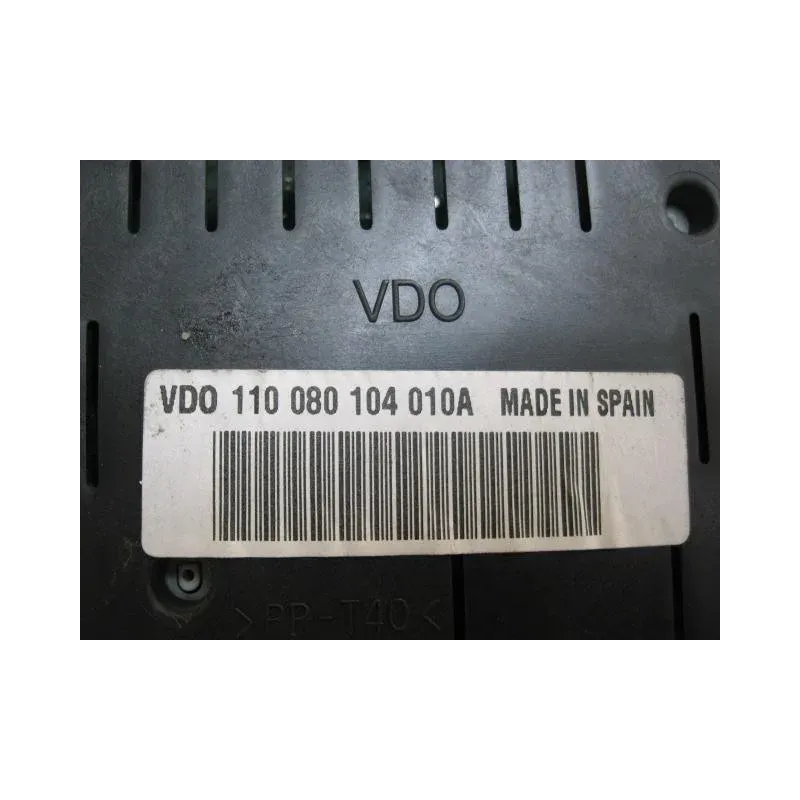 VDO
VDO 110 080 104 010A MADE IN SPAIN
>PP-T40<